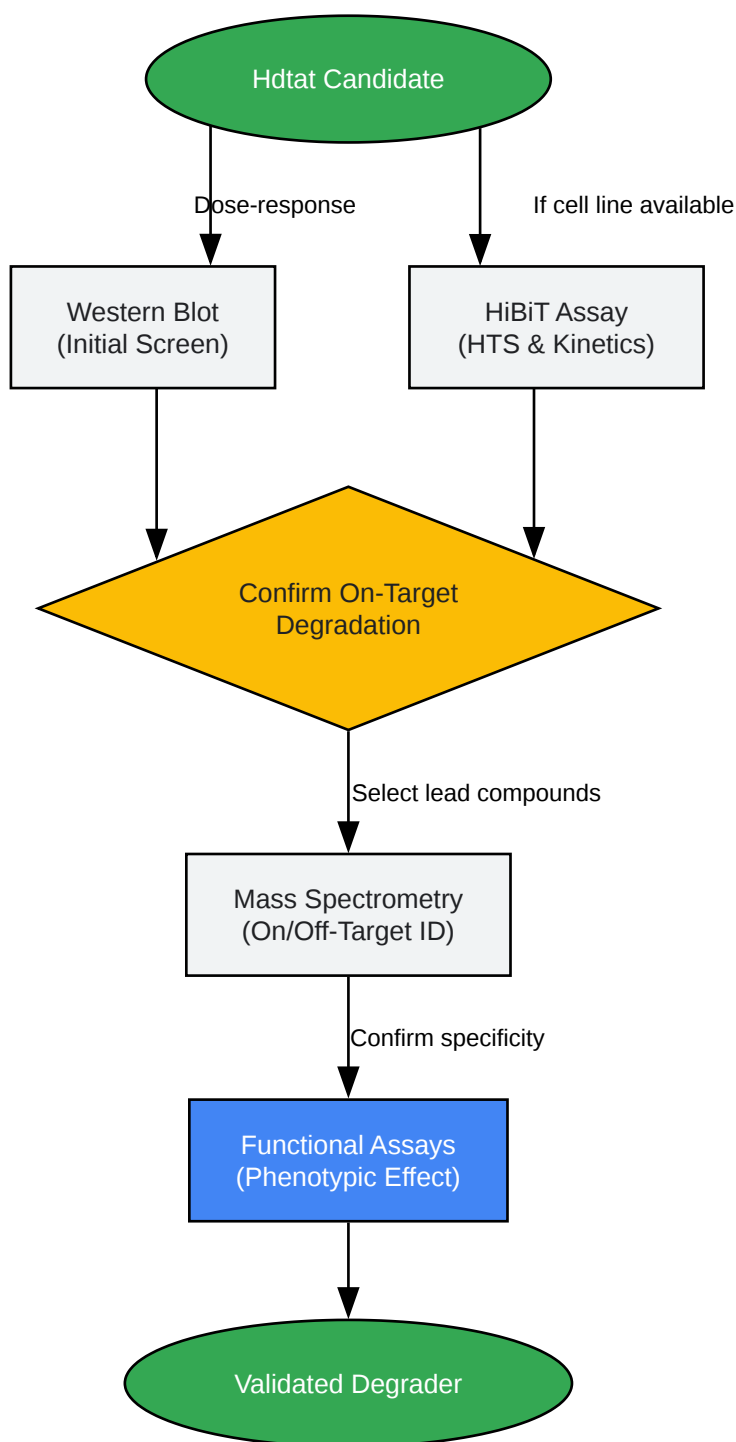 Hdtat Candidate
Dose-response
If cell line available
Western Blot
(Initial Screen)
HiBiT Assay
(HTS & Kinetics)
Confirm On-Target
Degradation
Select lead compounds
Mass Spectrometry
(On/Off-Target ID)
Confirm specificity
Functional Assays
(Phenotypic Effect)
Validated Degrader